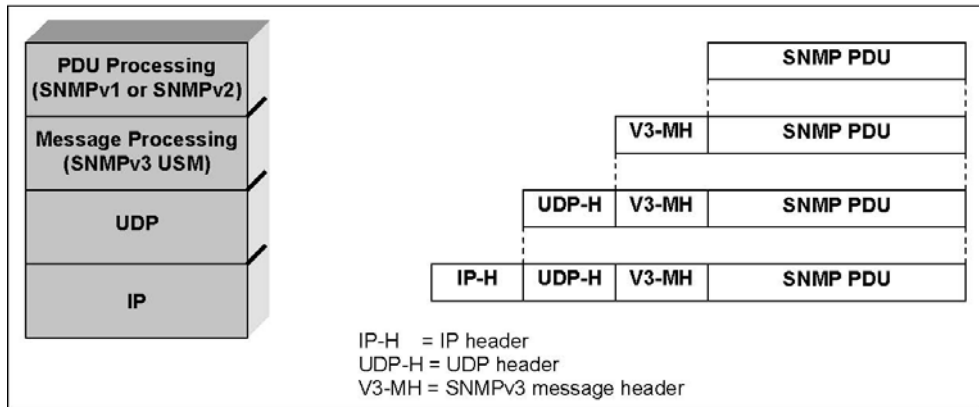 PDU Processing
(SNMPv1 or SNMPv2)
Message Processing
(SNMPv3 USM)
UDP
IP
SNMP PDU
V3-MH SNMP PDU
UDP-H V3-MH SNMP PDU
IP-H UDP-H V3-MH SNMP PDU
IP-H = IP header
UDP-H = UDP header
V3-MH = SNMPv3 message header